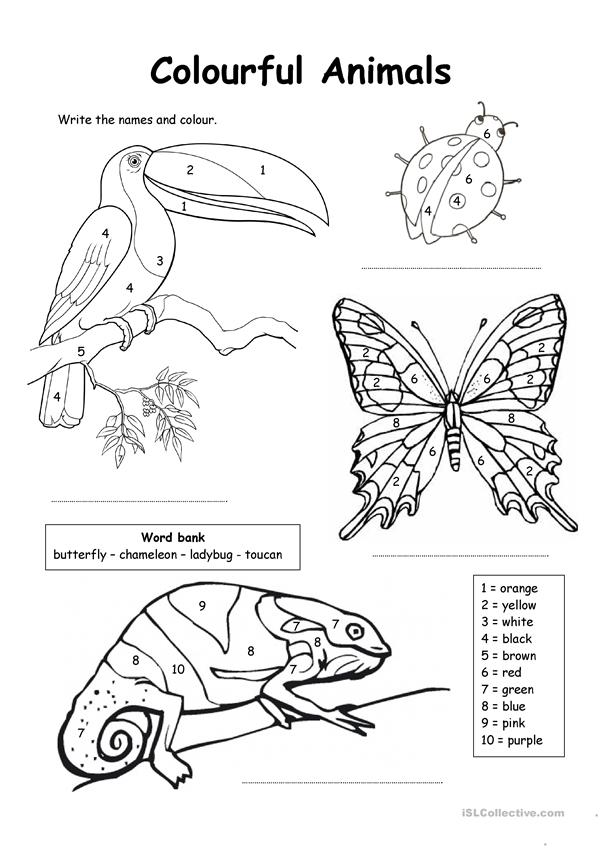 Colourful Animals
Write the names and colour.
6
6
4
4
2
1
1
4
3
4
5
4
7
2
2
2
2
6
6
8
8
6
6
2
2
Word bank
butterfly – chameleon – ladybug - toucan
9
7
7
8
8
8
10
7
7
1 = orange
2 = yellow
3 = white
4 = black
5 = brown
6 = red
7 = green
8 = blue
9 = pink
10 = purple
iSLCollective.com